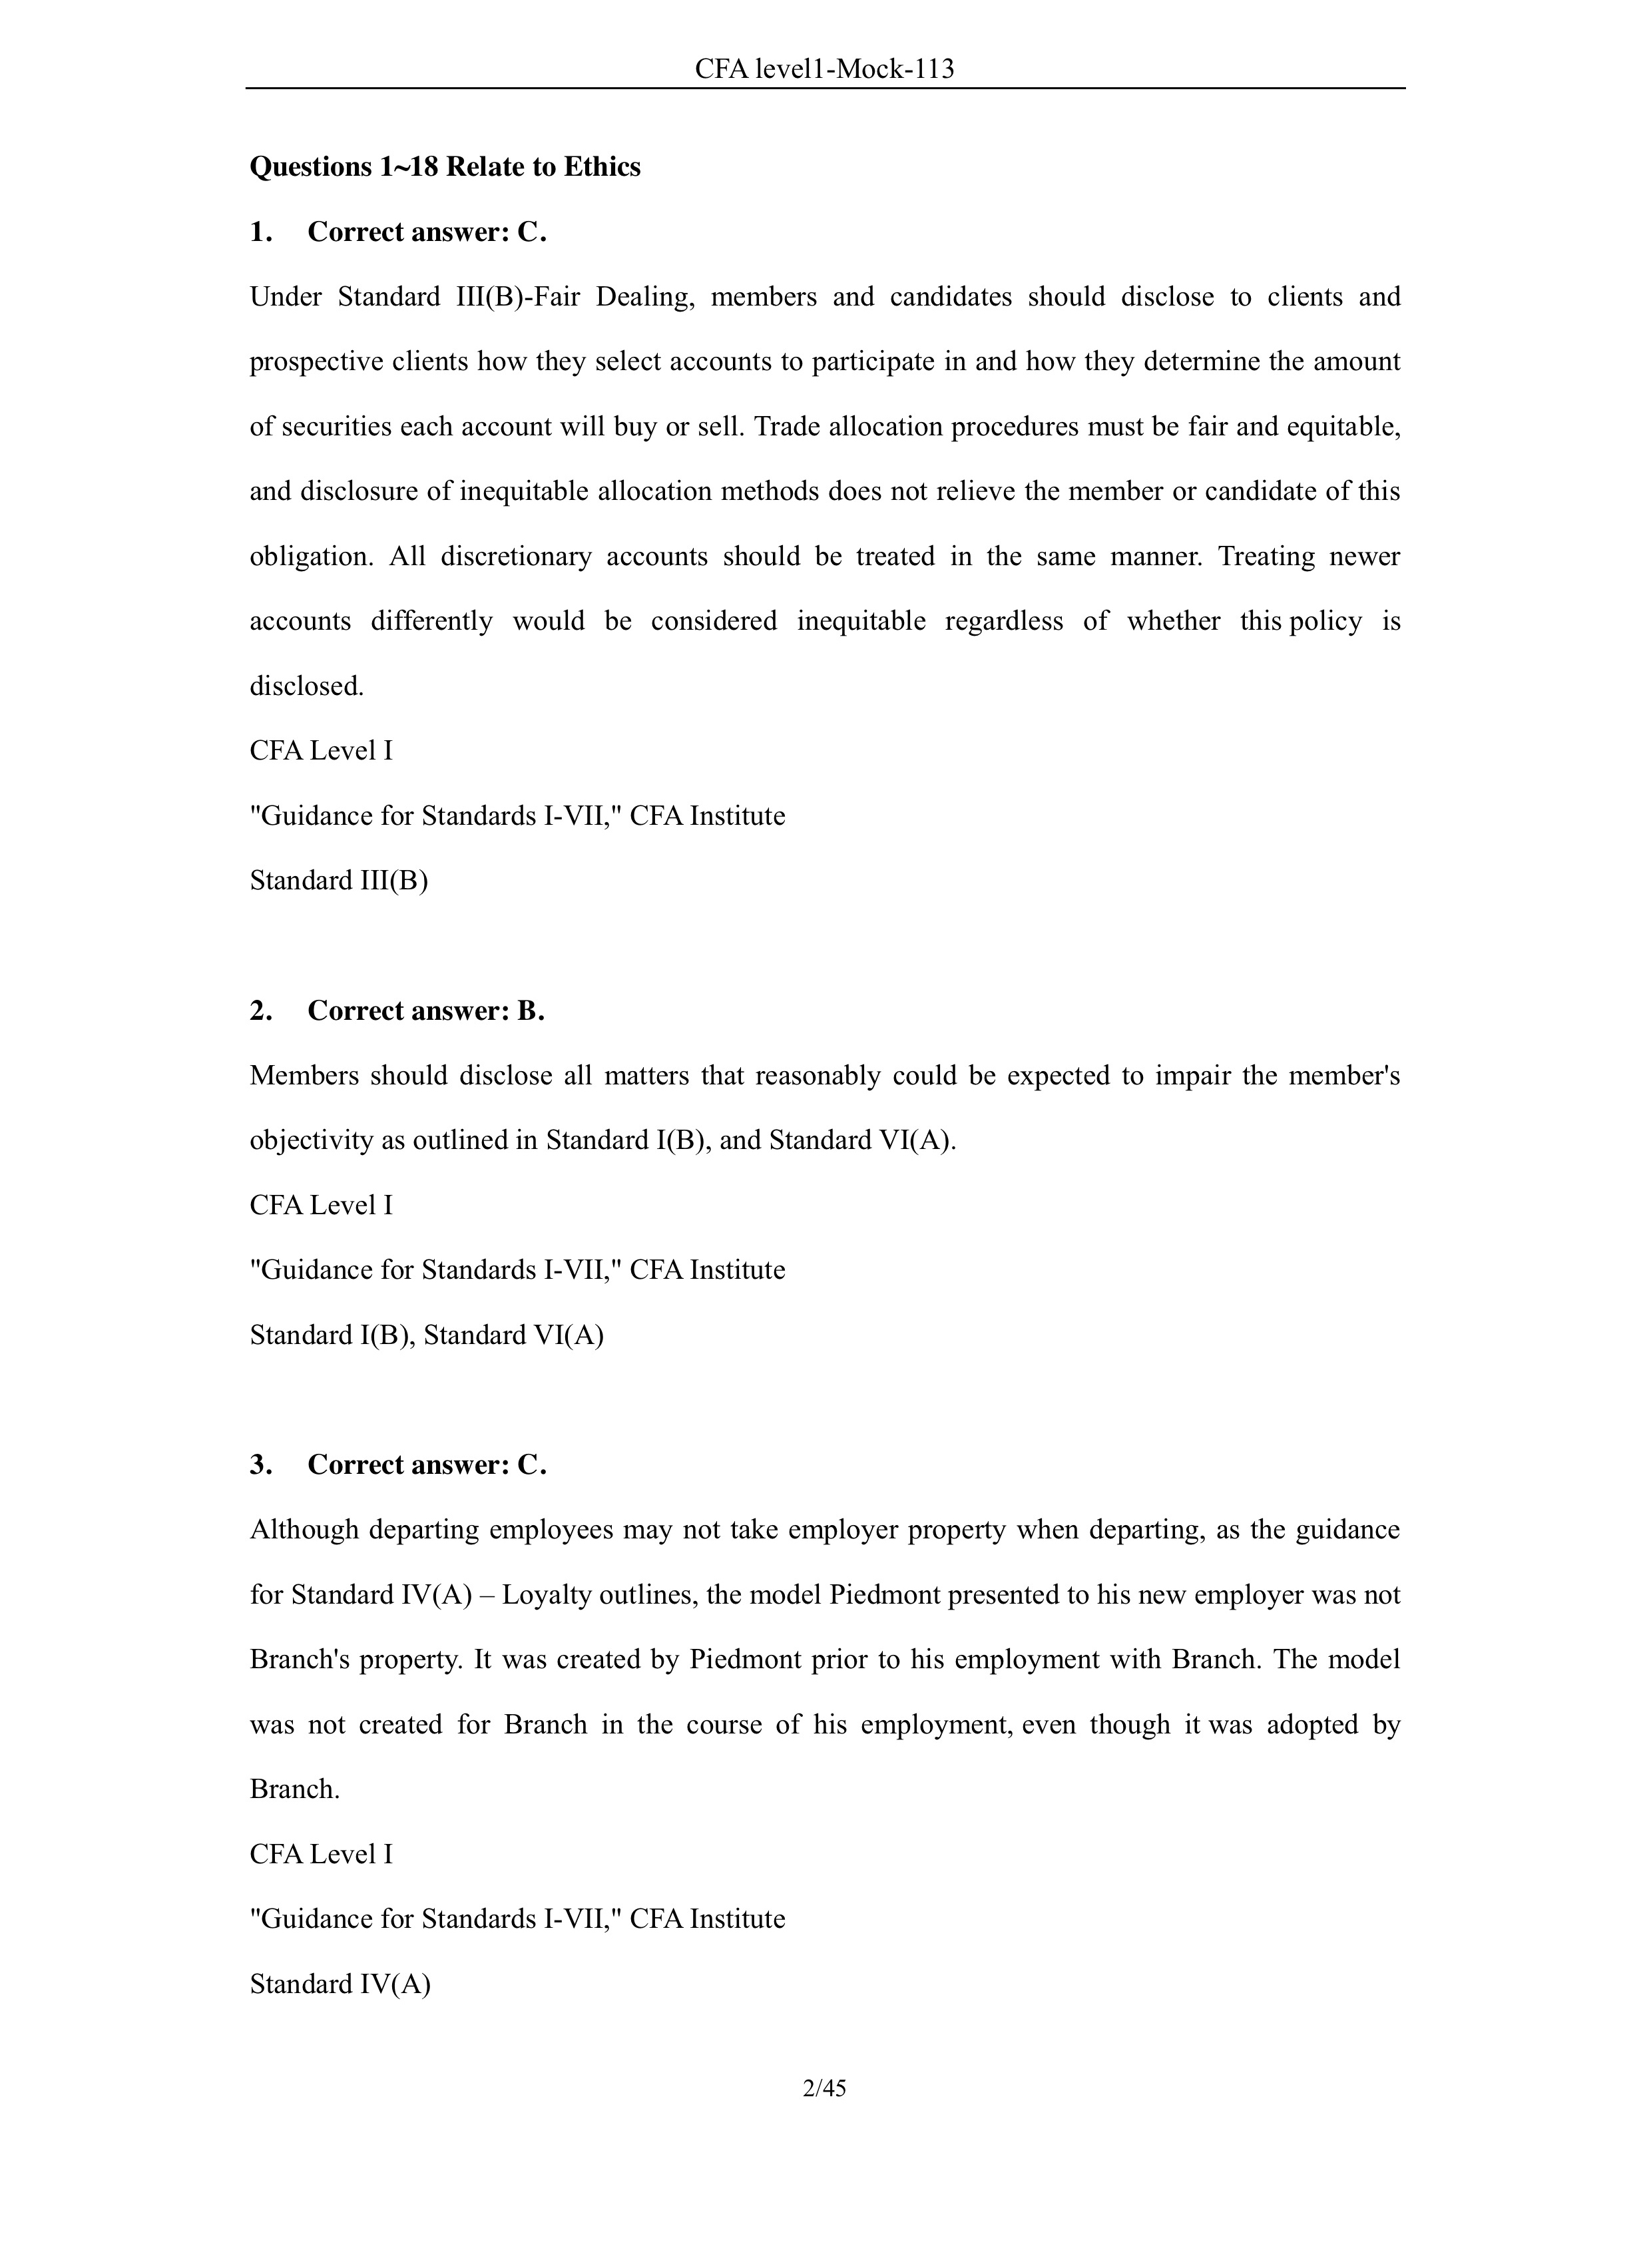 CFA level1-Mock-113
Questions 1~18 Relate to Ethics
1. Correct answer: C.
Under Standard III(B)-Fair Dealing, members and candidates should disclose to clients and
prospective clients how they select accounts to participate in and how they determine the amount
of securities each account will buy or sell. Trade allocation procedures must be fair and equitable,
and disclosure of inequitable allocation methods does not relieve the member or candidate of this
obligation. All discretionary accounts should be treated in the same manner. Treating newer
accounts differently would be considered inequitable regardless of whether this policy is
disclosed.
CFA Level I
"Guidance for Standards I-VII," CFA Institute
Standard III(B)
2. Correct answer: B.
Members should disclose all matters that reasonably could be expected to impair the member's
objectivity as outlined in Standard I(B), and Standard VI(A).
CFA Level I
"Guidance for Standards I-VII," CFA Institute
Standard I(B), Standard VI(A)
3. Correct answer: C.
Although departing employees may not take employer property when departing, as the guidance
for Standard IV(A) – Loyalty outlines, the model Piedmont presented to his new employer was not
Branch's property. It was created by Piedmont prior to his employment with Branch. The model
was not created for Branch in the course of his employment, even though it was adopted by
Branch.
CFA Level I
"Guidance for Standards I-VII," CFA Institute
Standard IV(A)
2/45